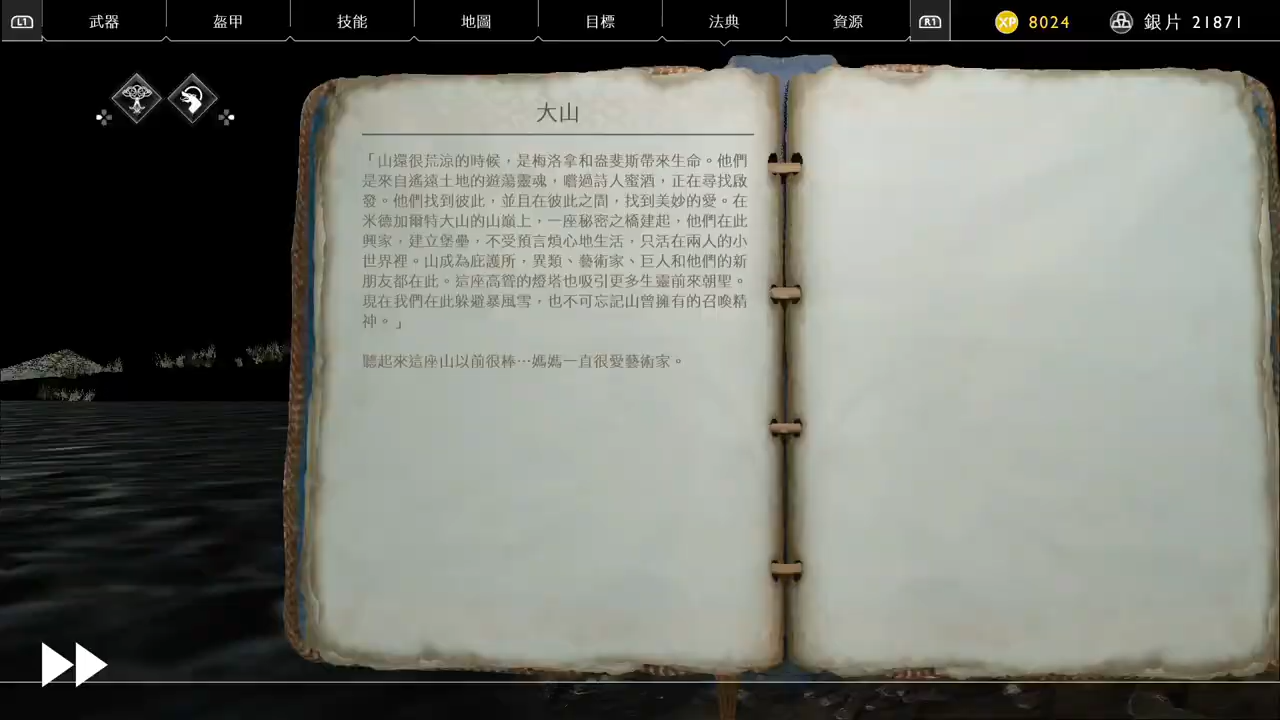 L1 武器 盔甲 技能 地圖 目標 法典 資源 R1 XP 8024 銀片 21871
大山
「山還很荒涼的時候，是梅洛拿和盎斐斯帶來生命。他們
是來自遙遠土地的遊蕩靈魂，嚐過詩人蜜酒，正在尋找啟
發。他們找到彼此，並且在彼此之間，找到美妙的愛。在
米德加爾特大山的山巔上，一座秘密之橋建起，他們在此
興家，建立堡壘，不受預言煩心地生活，只活在兩人的小
世界裡。山成為庇護所，異類、藝術家、巨人和他們的新
朋友都在此。這座高聳的燈塔也吸引更多生靈前來朝聖。
現在我們在此躲避暴風雪，也不可忘記山曾擁有的召喚精
神。」
聽起來這座山以前很棒⋯媽媽一直很愛藝術家。